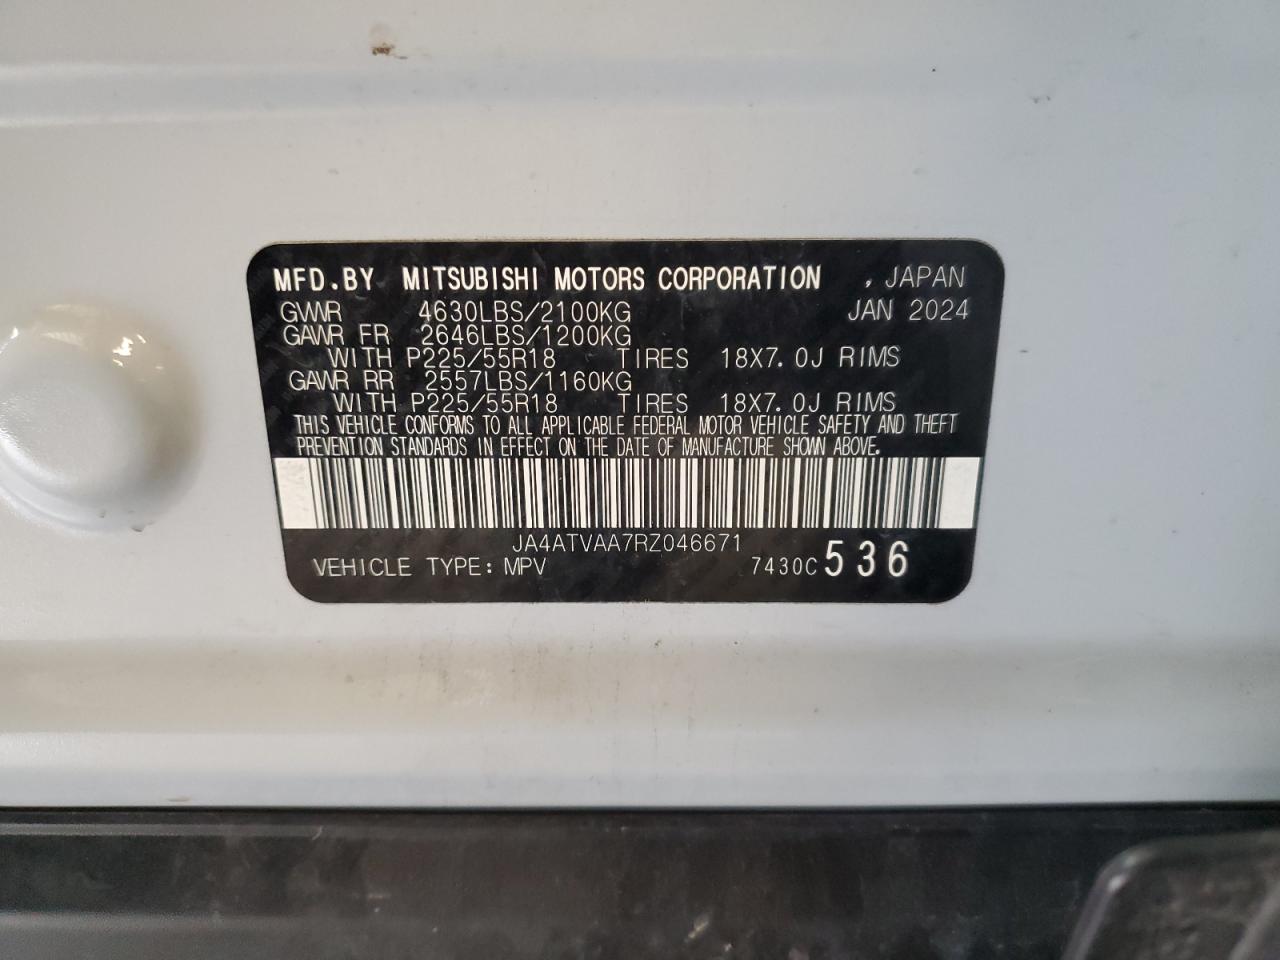 MFD.BY MITSUBISHI MOTORS CORPORATION , JAPAN
GVWR 4630LBS/2100KG JAN 2024
GAWR FR 2646LBS/1200KG
WITH P225/55R18 TIRES 18X7.0J RIMS
GAWR RR 2557LBS/1160KG
WITH P225/55R18 TIRES 18X7.0J RIMS
THIS VEHICLE CONFORMS TO ALL APPLICABLE FEDERAL MOTOR VEHICLE SAFETY AND THEFT
PREVENTION STANDARDS IN EFFECT ON THE DATE OF MANUFACTURE SHOWN ABOVE.
JA4ATVAA7RZ046671
VEHICLE TYPE: MPV 7430C 536